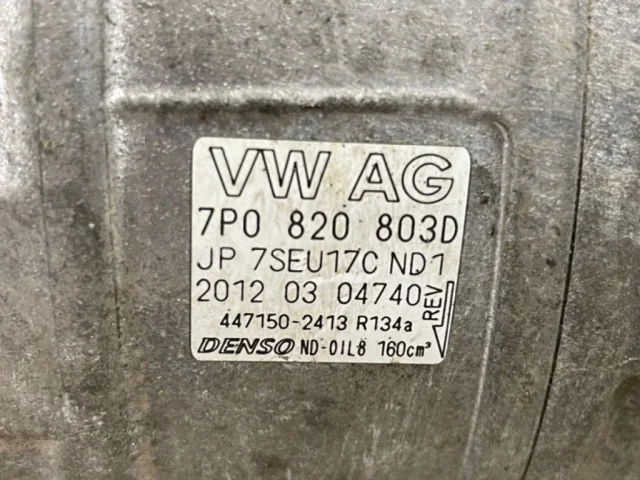 VW AG
7P0 820 803D
JP 7SEU17C ND1
2012 03 04740
REV
447150-2413 R134a
DENSO ND-OIL8 160cm³